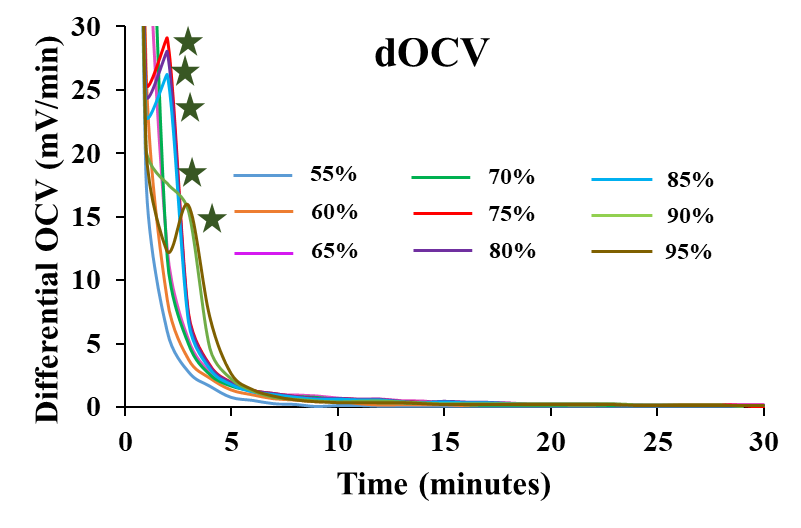 dOCV
Differential OCV (mV/min)
30
25
20
15
10
5
0
55% 70% 85%
60% 75% 90%
65% 80% 95%
0 5 10 15 20 25 30
Time (minutes)